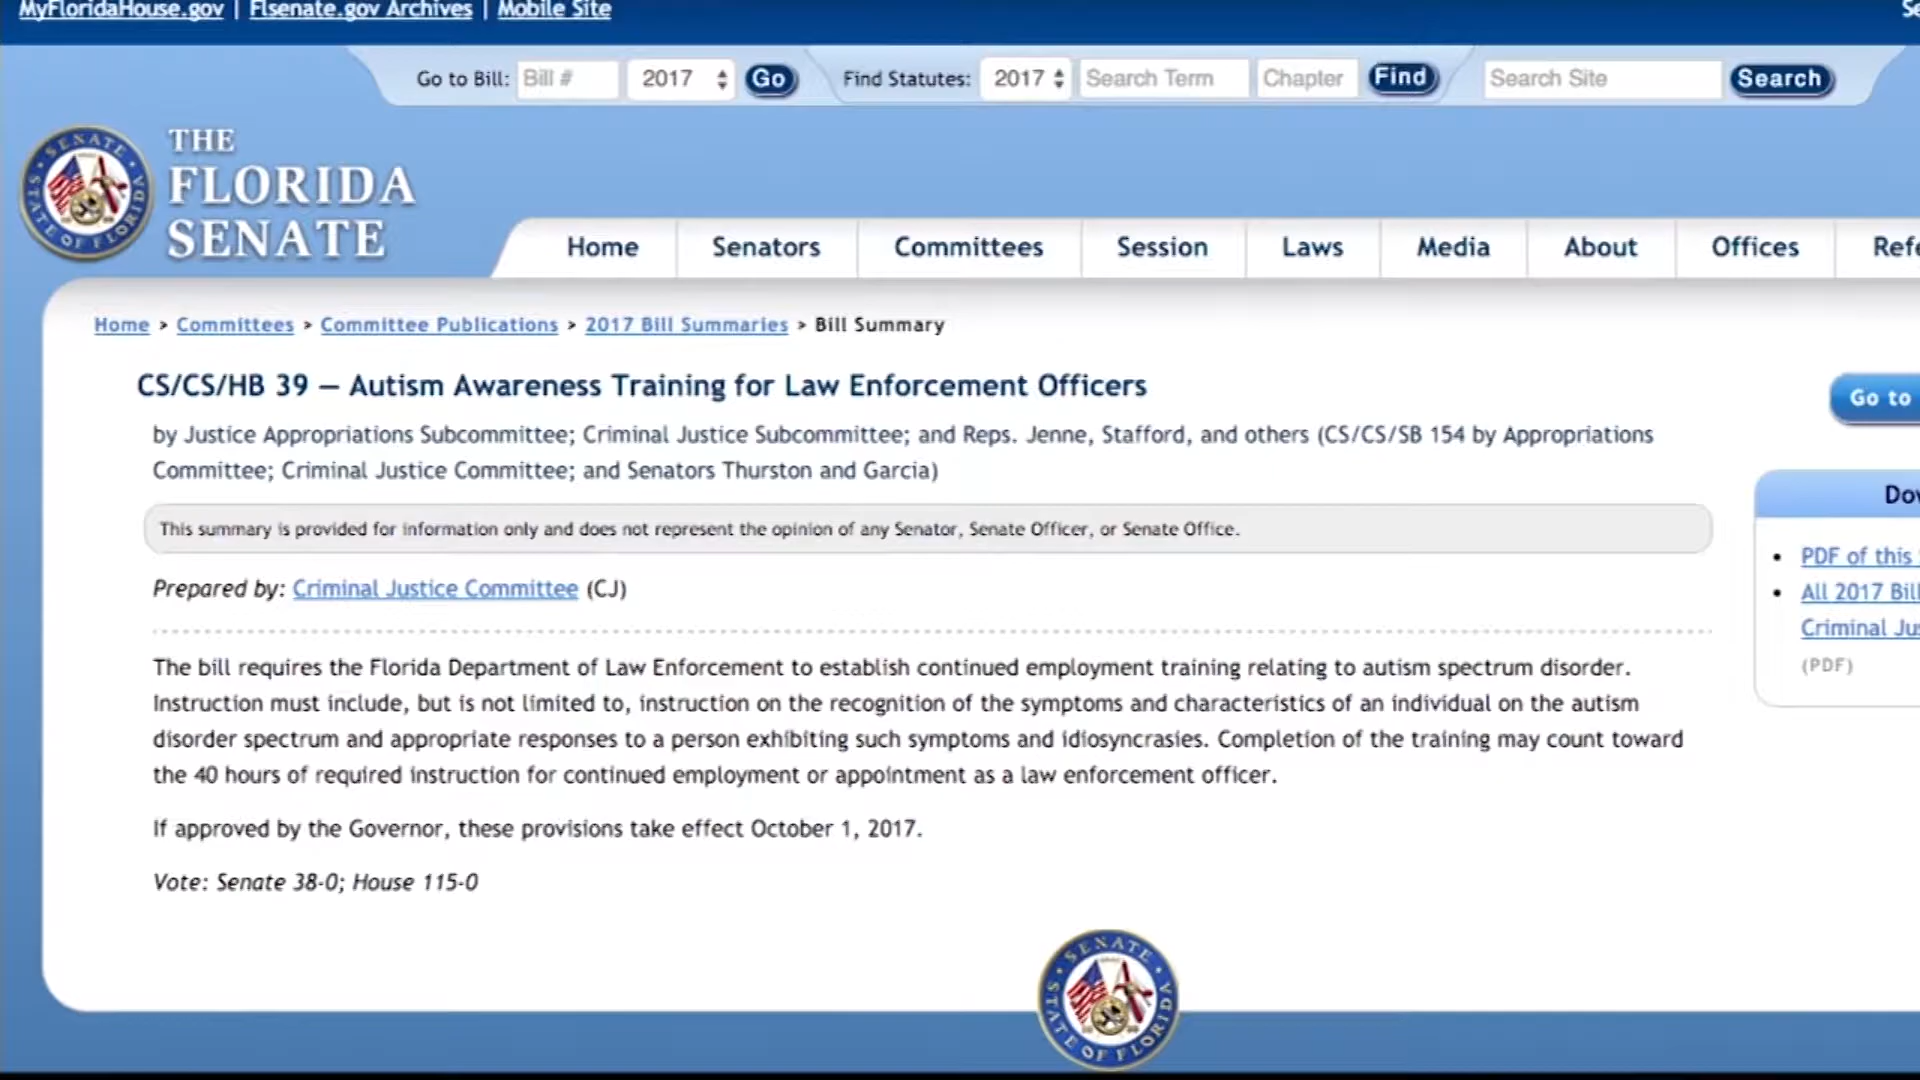 MyFloridaHouse.gov | Flsenate.gov Archives | Mobile Site
Go to Bill: Bill # 2017 Go Find Statutes: 2017 Search Term Chapter Find Search Site Search
THE
FLORIDA
SENATE
SENATE STATE OF FLORIDA
Home Senators Committees Session Laws Media About Offices
Home > Committees > Committee Publications > 2017 Bill Summaries > Bill Summary
CS/CS/HB 39 — Autism Awareness Training for Law Enforcement Officers
Go to
by Justice Appropriations Subcommittee; Criminal Justice Subcommittee; and Reps. Jenne, Stafford, and others (CS/CS/SB 154 by Appropriations
Committee; Criminal Justice Committee; and Senators Thurston and Garcia)
This summary is provided for information only and does not represent the opinion of any Senator, Senate Officer, or Senate Office.
Prepared by: Criminal Justice Committee (CJ)
The bill requires the Florida Department of Law Enforcement to establish continued employment training relating to autism spectrum disorder.
Instruction must include, but is not limited to, instruction on the recognition of the symptoms and characteristics of an individual on the autism
disorder spectrum and appropriate responses to a person exhibiting such symptoms and idiosyncrasies. Completion of the training may count toward
the 40 hours of required instruction for continued employment or appointment as a law enforcement officer.
If approved by the Governor, these provisions take effect October 1, 2017.
Vote: Senate 38-0; House 115-0
PDF of this
All 2017 Bill
Criminal Jus
(PDF)
SENATE STATE OF FLORIDA